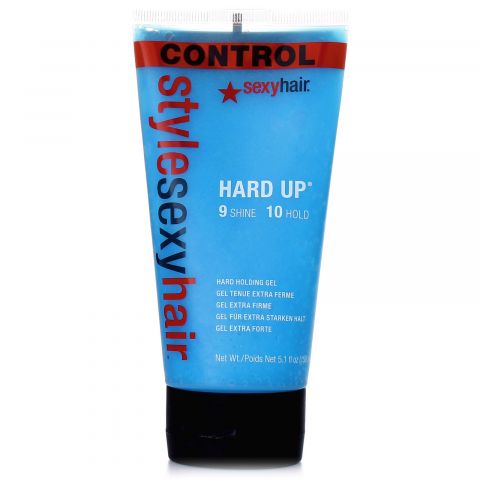 CONTROL
sexyhair.
stylesexyhair.
HARD UP®
9 SHINE 10 HOLD
HARD HOLDING GEL
GEL TENUE EXTRA FERME
GEL EXTRA FIRME
GEL FÜR EXTRA STARKEN HALT
GEL EXTRA FORTE
Net Wt./Poids Net 5.1 fl oz